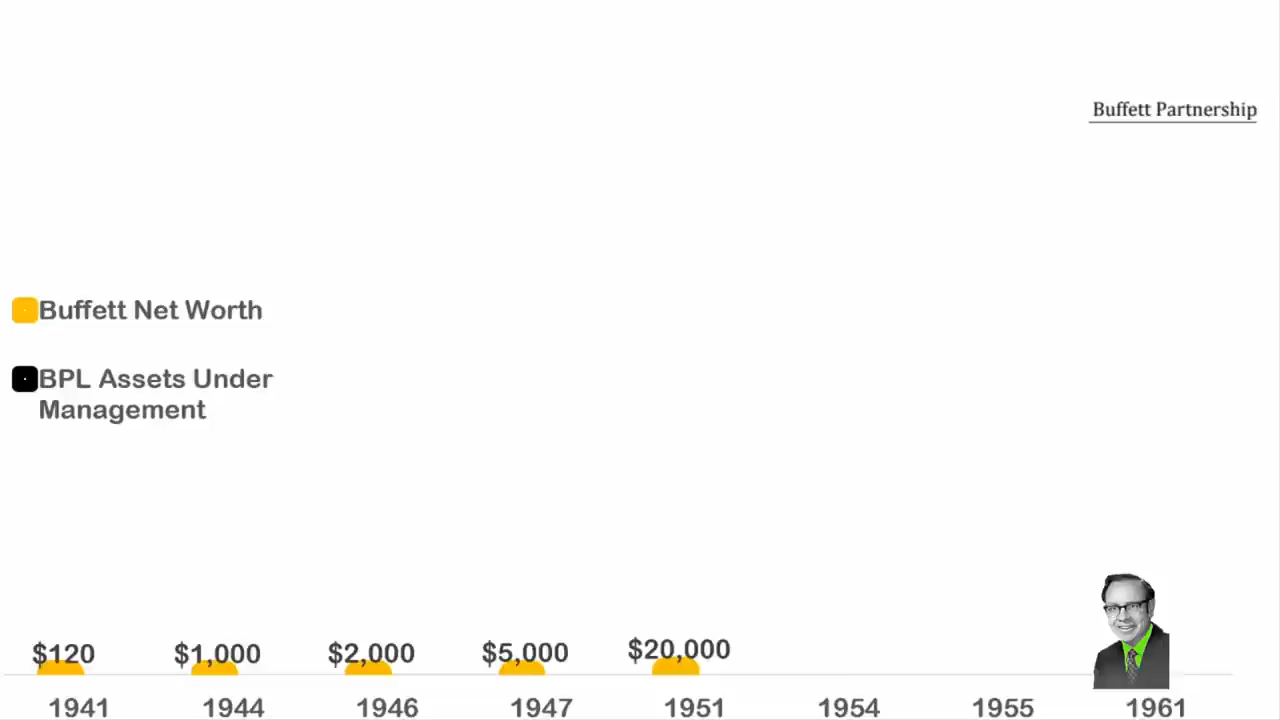 Buffett Partnership
Buffett Net Worth
BPL Assets Under
Management
$120 $1,000 $2,000 $5,000 $20,000
1941 1944 1946 1947 1951 1954 1955 1961